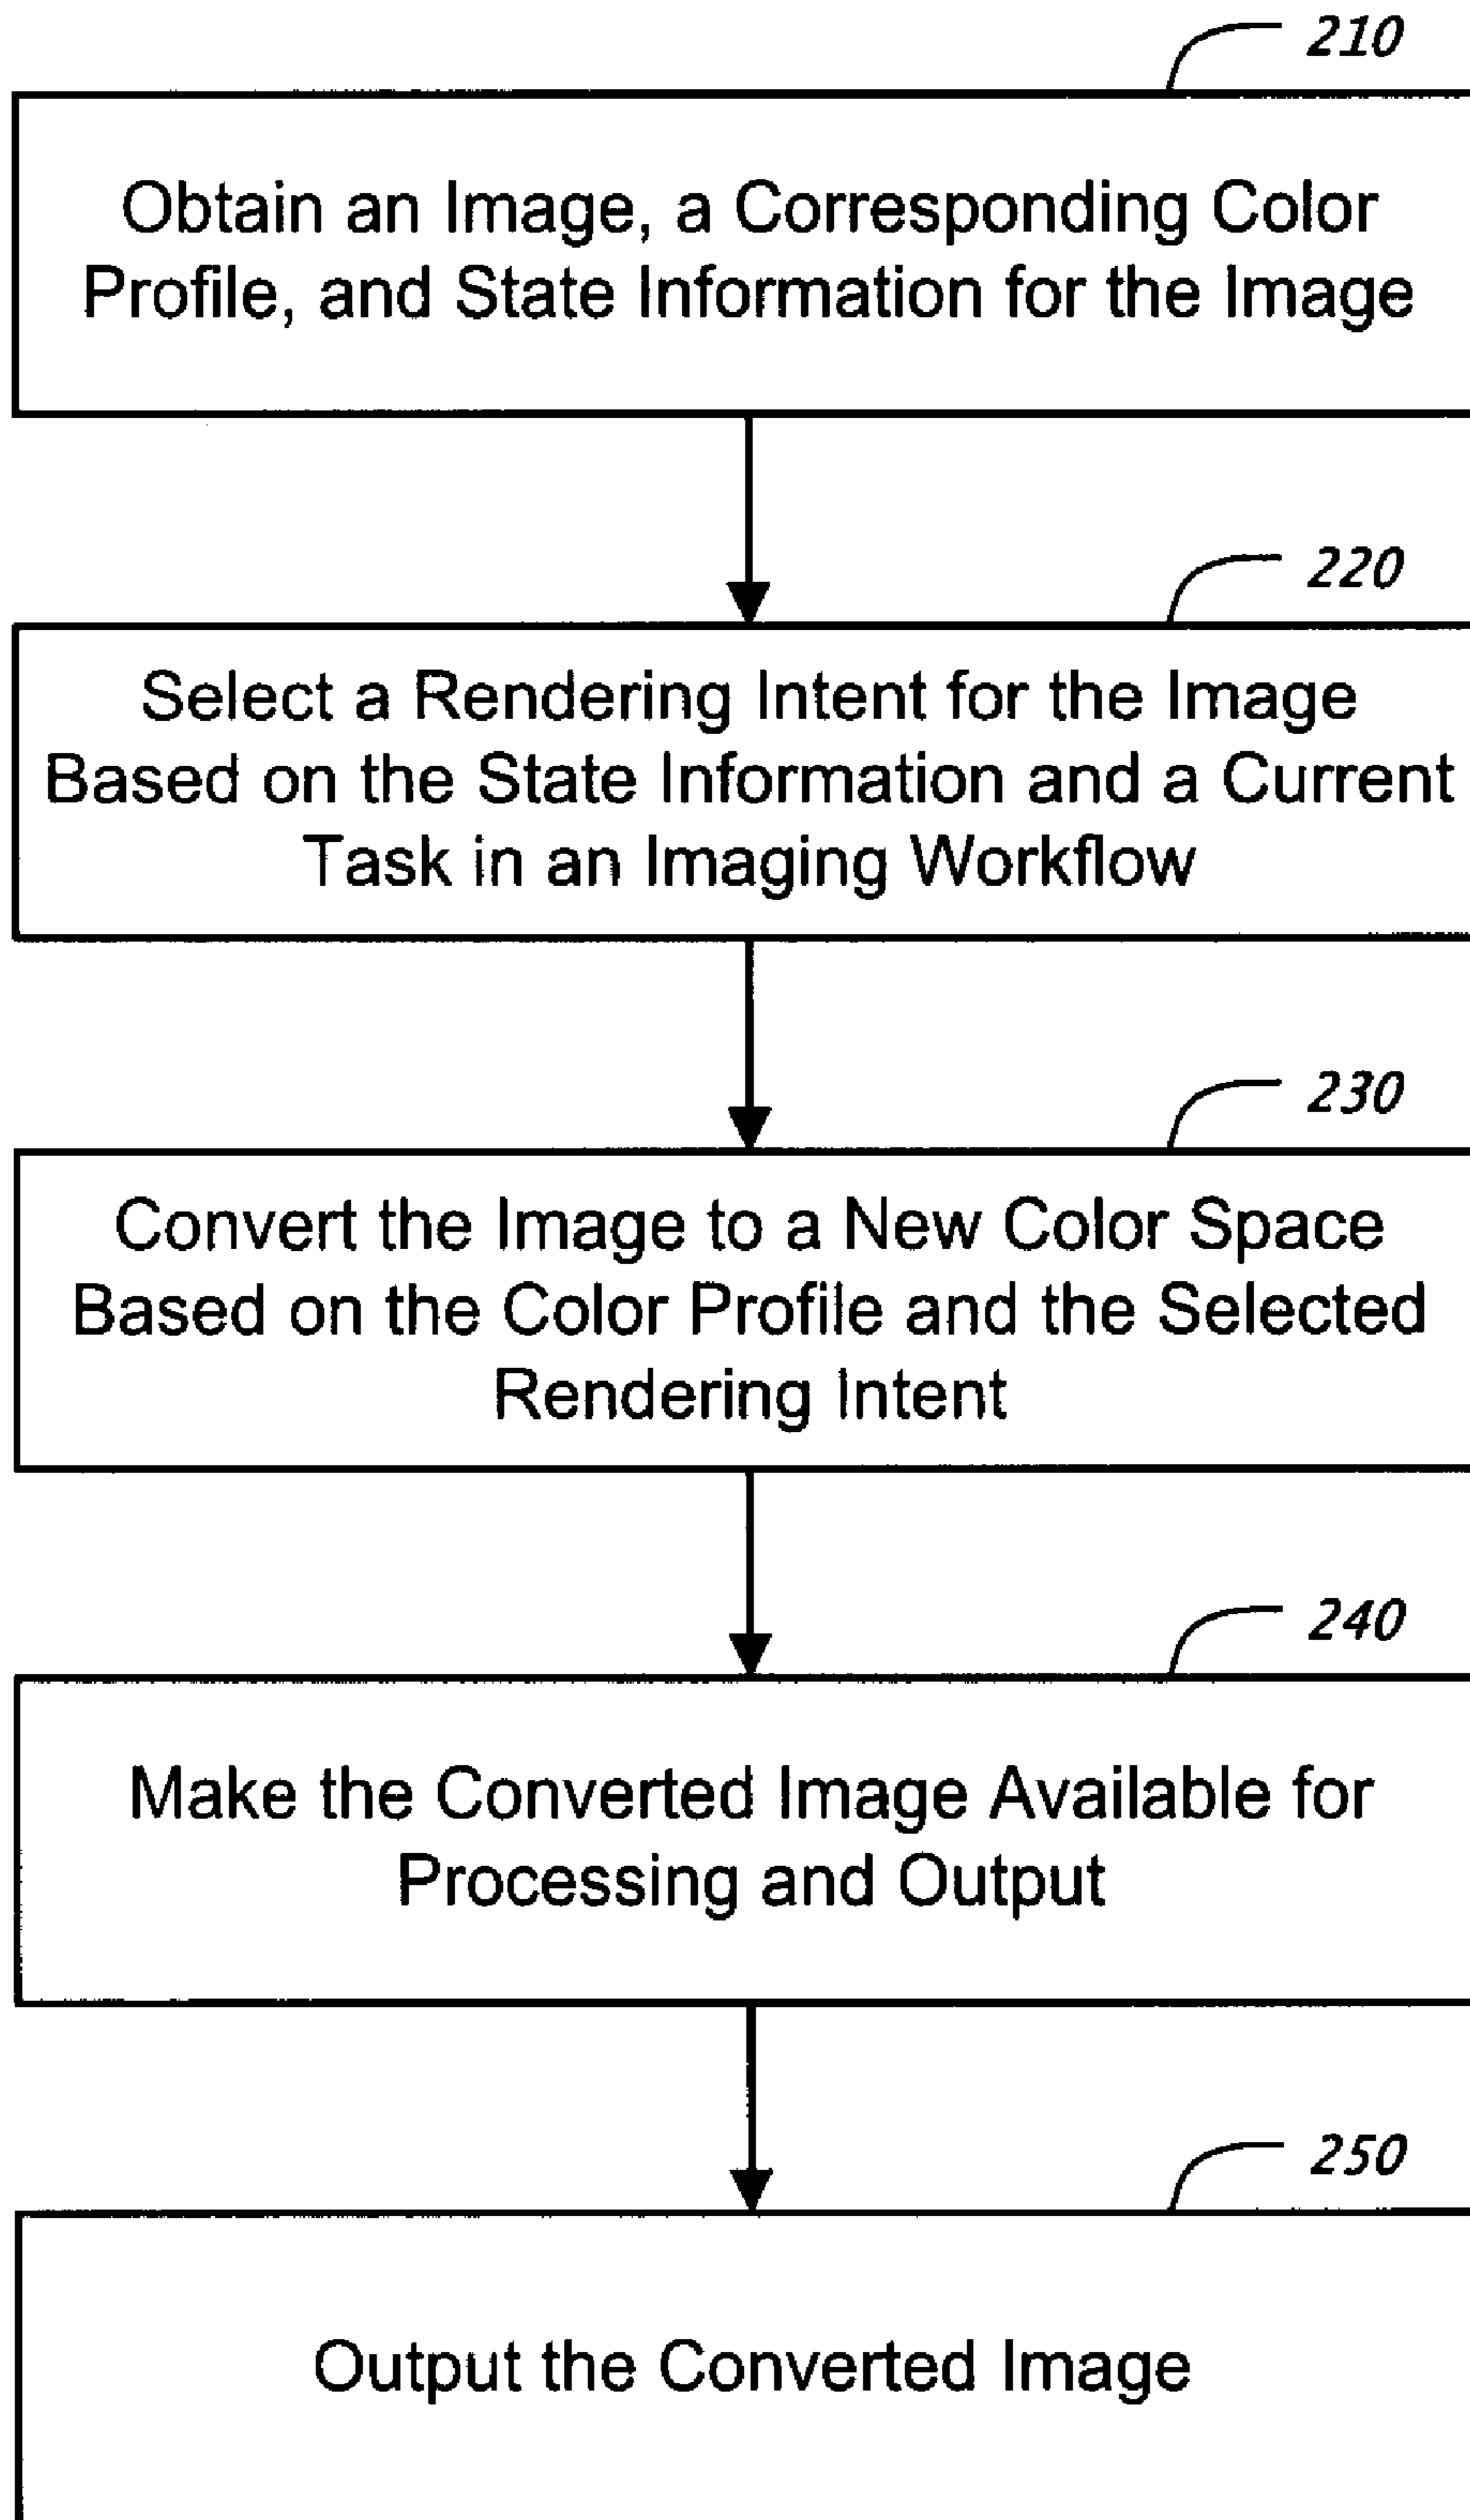 210
Obtain an Image, a Corresponding Color
Profile, and State Information for the Image
220
Select a Rendering Intent for the Image
Based on the State Information and a Current
Task in an Imaging Workflow
230
Convert the Image to a New Color Space
Based on the Color Profile and the Selected
Rendering Intent
240
Make the Converted Image Available for
Processing and Output
250
Output the Converted Image